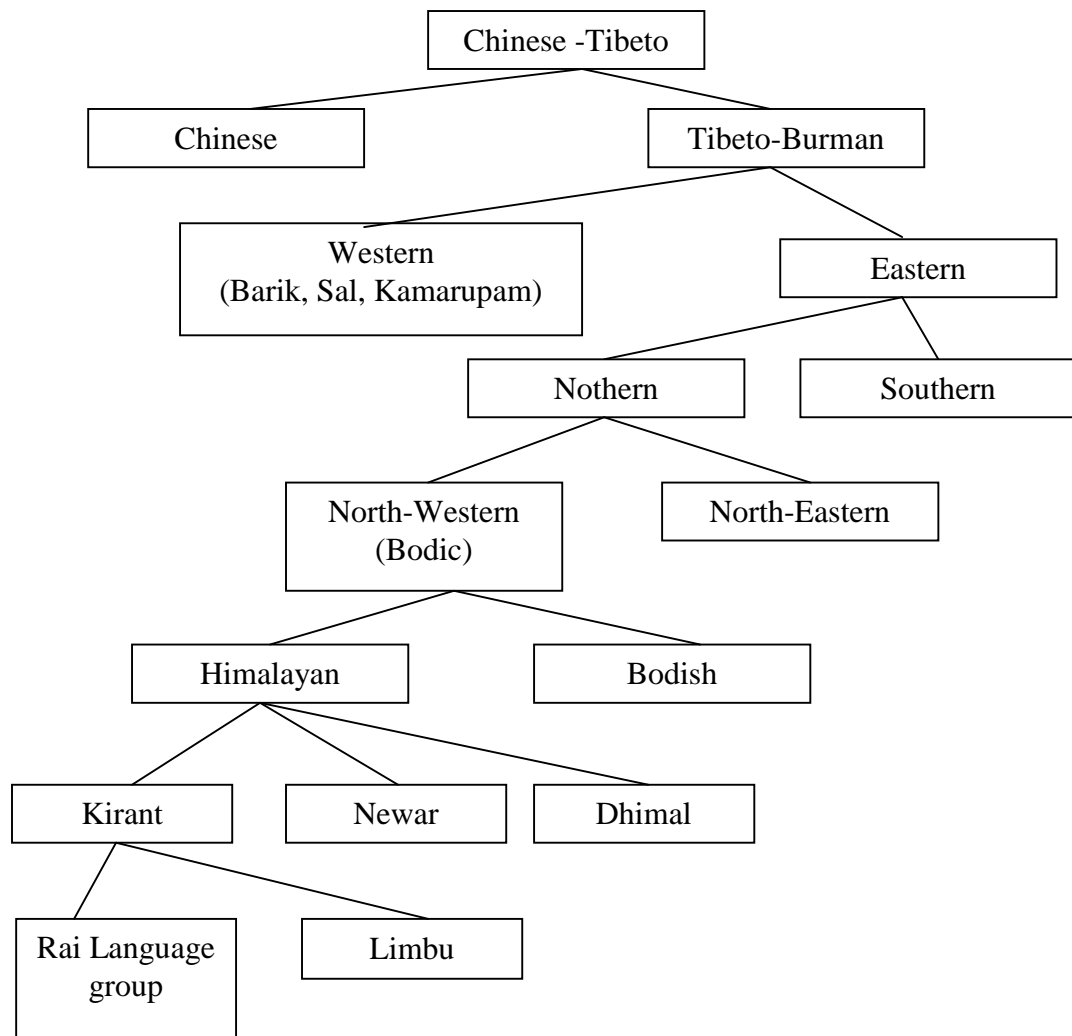 Chinese -Tibeto
Chinese
Tibeto-Burman
Western
(Barik, Sal, Kamarupam)
Eastern
Nothern
Southern
North-Western
(Bodic)
North-Eastern
Himalayan
Bodish
Kirant
Newar
Dhimal
Rai Language
group
Limbu